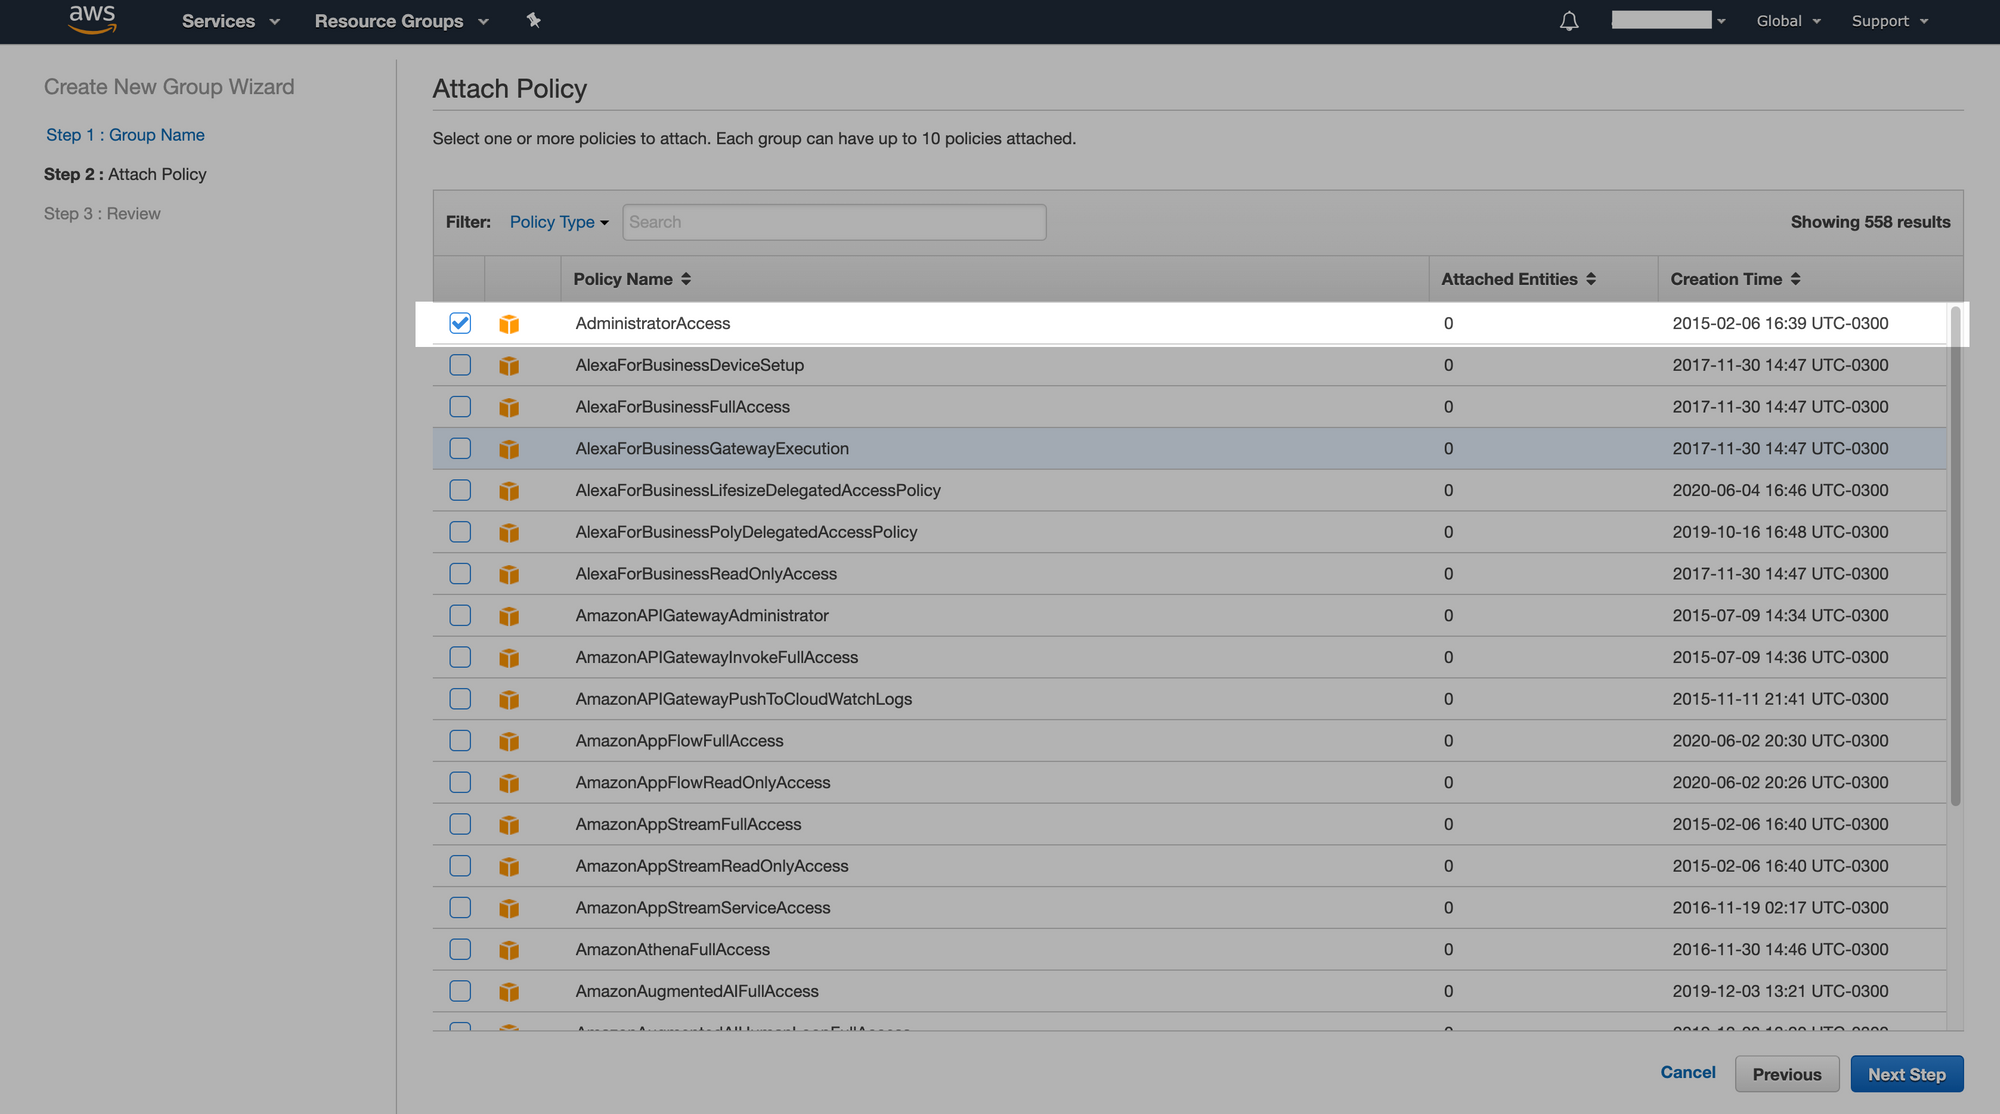 aws Services Resource Groups Global Support
Create New Group Wizard
Step 1 : Group Name
Step 2 : Attach Policy
Step 3 : Review
Attach Policy
Select one or more policies to attach. Each group can have up to 10 policies attached.
Filter: Policy Type Search Showing 558 results
Policy Name Attached Entities Creation Time
AdministratorAccess 0 2015-02-06 16:39 UTC-0300
AlexaForBusinessDeviceSetup 0 2017-11-30 14:47 UTC-0300
AlexaForBusinessFullAccess 0 2017-11-30 14:47 UTC-0300
AlexaForBusinessGatewayExecution 0 2017-11-30 14:47 UTC-0300
AlexaForBusinessLifesizeDelegatedAccessPolicy 0 2020-06-04 16:46 UTC-0300
AlexaForBusinessPolyDelegatedAccessPolicy 0 2019-10-16 16:48 UTC-0300
AlexaForBusinessReadOnlyAccess 0 2017-11-30 14:47 UTC-0300
AmazonAPIGatewayAdministrator 0 2015-07-09 14:34 UTC-0300
AmazonAPIGatewayInvokeFullAccess 0 2015-07-09 14:36 UTC-0300
AmazonAPIGatewayPushToCloudWatchLogs 0 2015-11-11 21:41 UTC-0300
AmazonAppFlowFullAccess 0 2020-06-02 20:30 UTC-0300
AmazonAppFlowReadOnlyAccess 0 2020-06-02 20:26 UTC-0300
AmazonAppStreamFullAccess 0 2015-02-06 16:40 UTC-0300
AmazonAppStreamReadOnlyAccess 0 2015-02-06 16:40 UTC-0300
AmazonAppStreamServiceAccess 0 2016-11-19 02:17 UTC-0300
AmazonAthenaFullAccess 0 2016-11-30 14:46 UTC-0300
AmazonAugmentedAIFullAccess 0 2019-12-03 13:21 UTC-0300
Cancel Previous Next Step